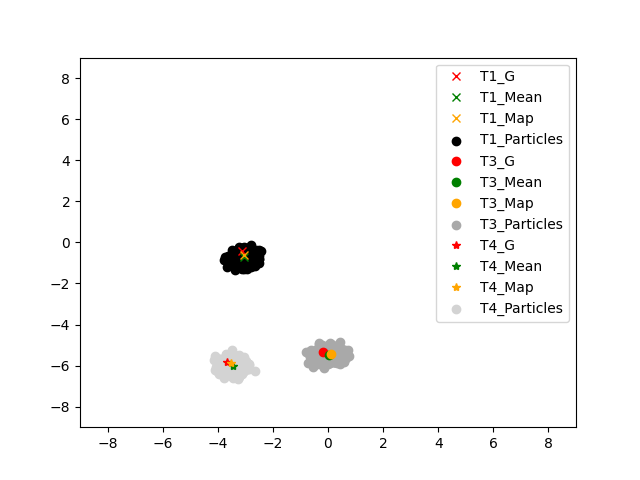 8
6
4
2
0
−2
−4
−6
−8
−8 −6 −4 −2 0 2 4 6 8
T1_G
T1_Mean
T1_Map
T1_Particles
T3_G
T3_Mean
T3_Map
T3_Particles
T4_G
T4_Mean
T4_Map
T4_Particles